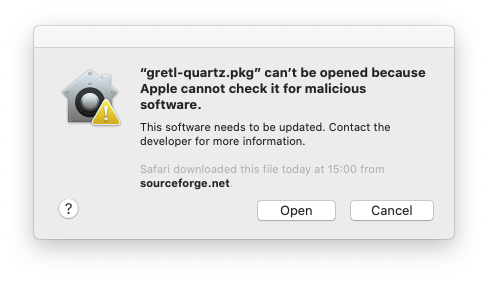 “gretl-quartz.pkg” can’t be opened because
Apple cannot check it for malicious
software.
This software needs to be updated. Contact the
developer for more information.
Safari downloaded this file today at 15:00 from
sourceforge.net.
?
Open
Cancel